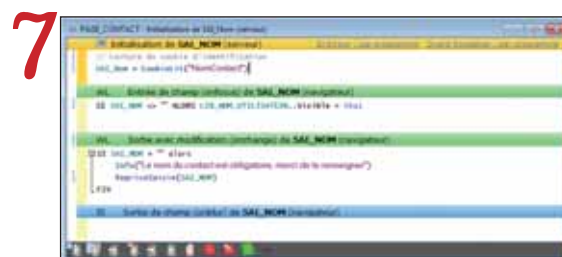 7
PAGE_CONTACT - Initialisation de SAI_Nom (serveur)
Initialisation de SAI_NOM (serveur)
// Lecture du cookie d'identification
SAI_Nom = CookieLit("NomContact")
WL Entrée de champ (onfocus) de SAI_NOM (navigateur)
SI SAI_NOM <> "" ALORS LIB_NOM_UTILISATEUR..Visible = Vrai
WL Sortie avec modification (onchange) de SAI_NOM (navigateur)
SI SAI_NOM = "" alors
Info("Le nom du contact est obligatoire, merci de le renseigner")
RepriseSaisie(SAI_NOM)
FIN
Sortie de champ (onblur) de SAI_NOM (navigateur)